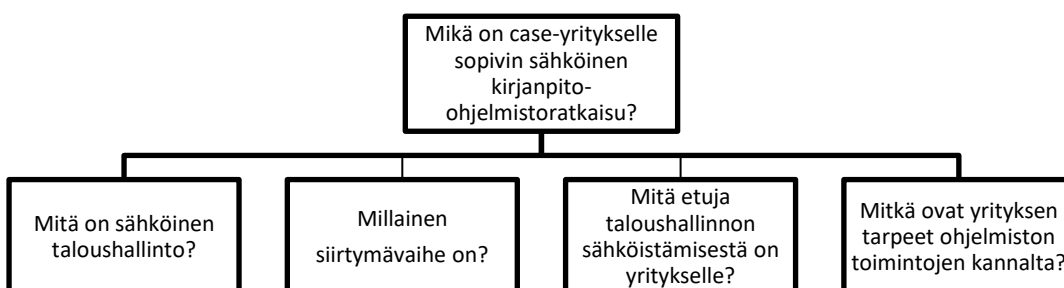 Mikä on case-yritykselle
sopivin sähköinen
kirjanpito-
ohjelmistoratkaisu?
Mitä on sähköinen
taloushallinto?
Millainen
siirtymävaihe on?
Mitä etuja
taloushallinnon
sähköistämisestä on
yritykselle?
Mitkä ovat yrityksen
tarpeet ohjelmiston
toimintojen kannalta?